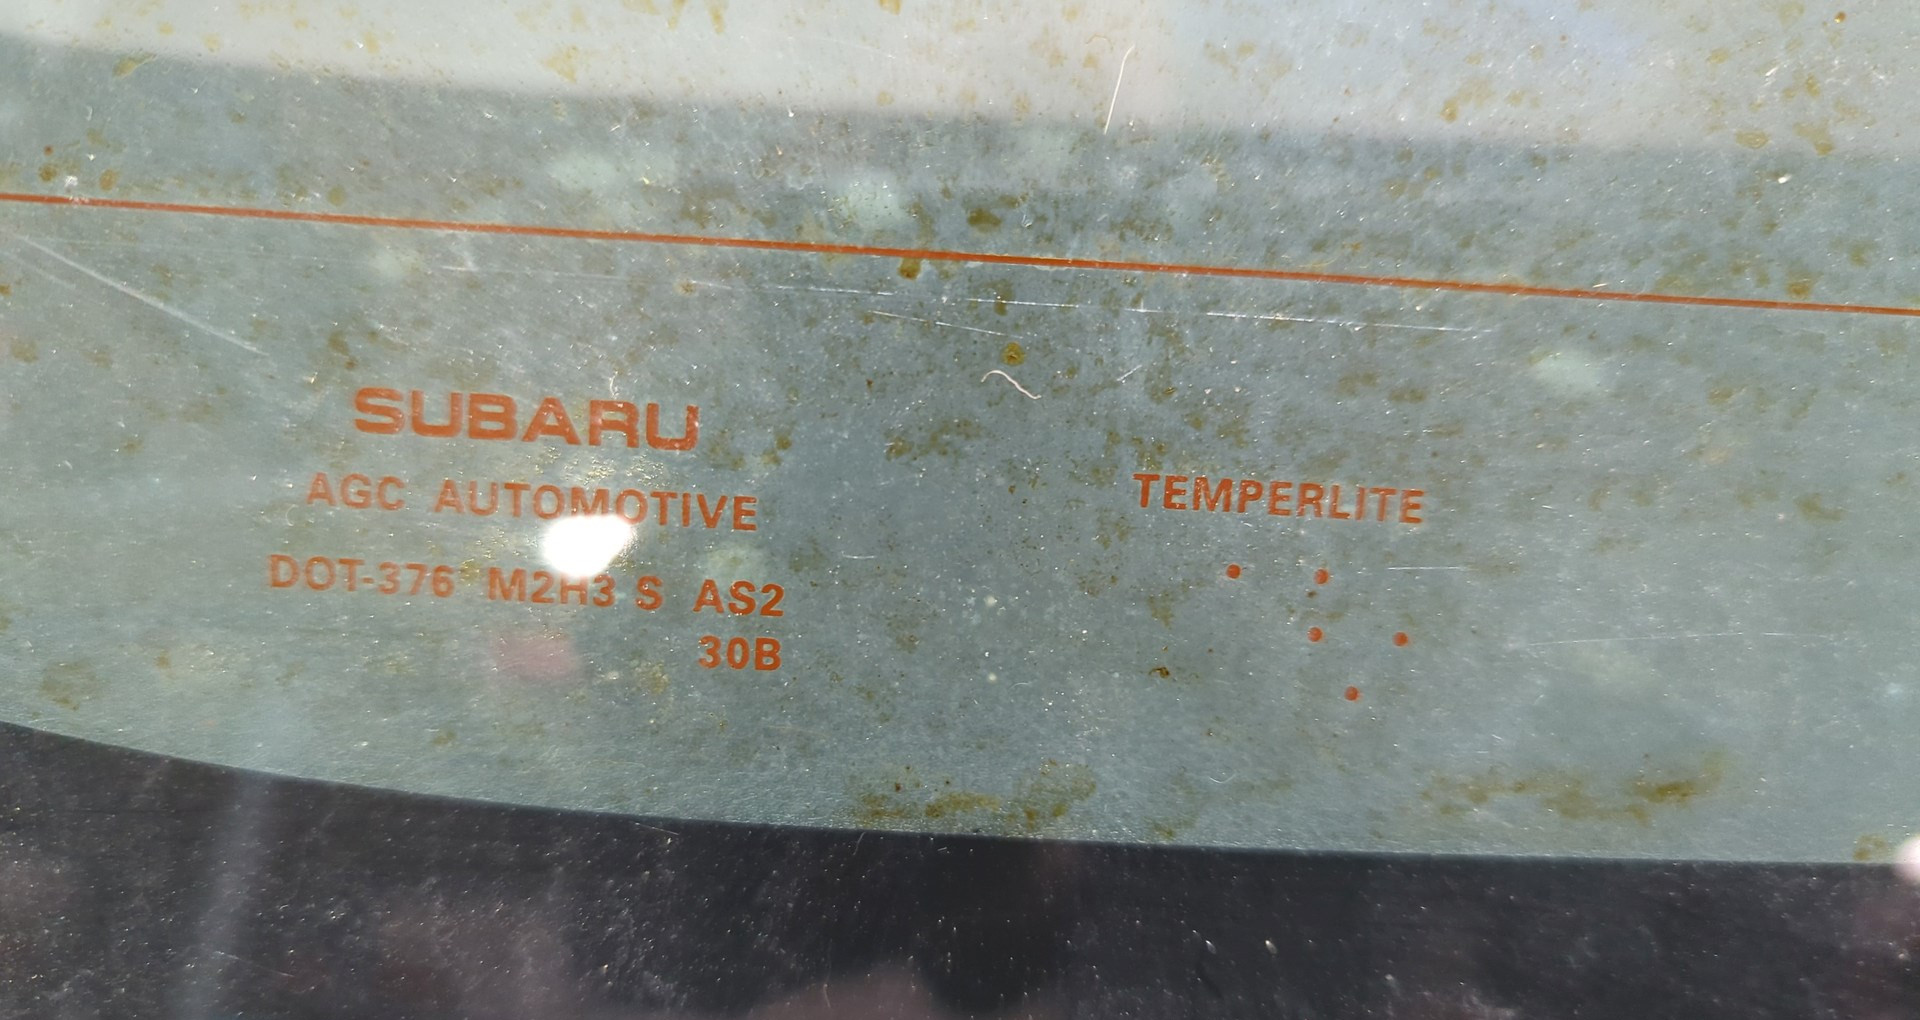 SUBARU
AGC AUTOMOTIVE
DOT-376 M2H3 S AS2
30B
TEMPERLITE